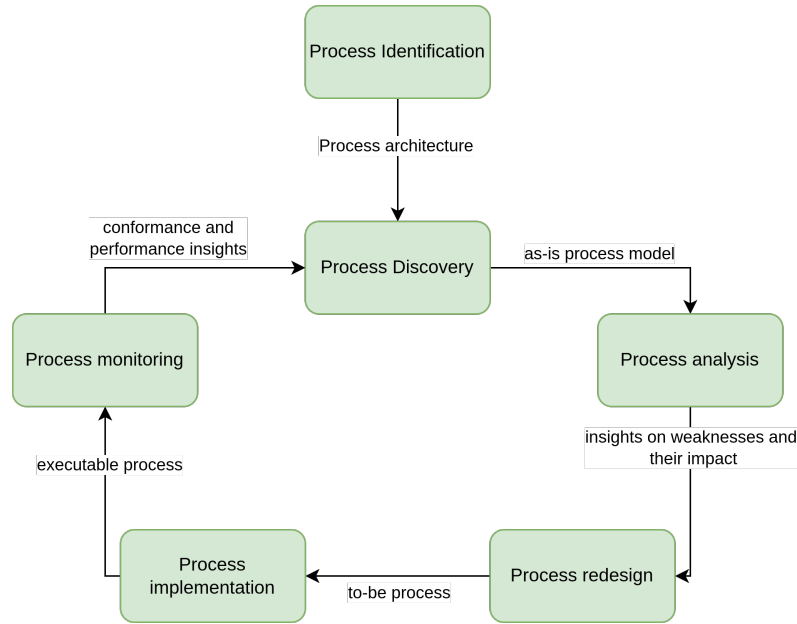 Process Identification
Process architecture
conformance and
performance insights
Process Discovery
as-is process model
Process monitoring
Process analysis
insights on weaknesses and
their impact
executable process
Process
implementation
to-be process
Process redesign